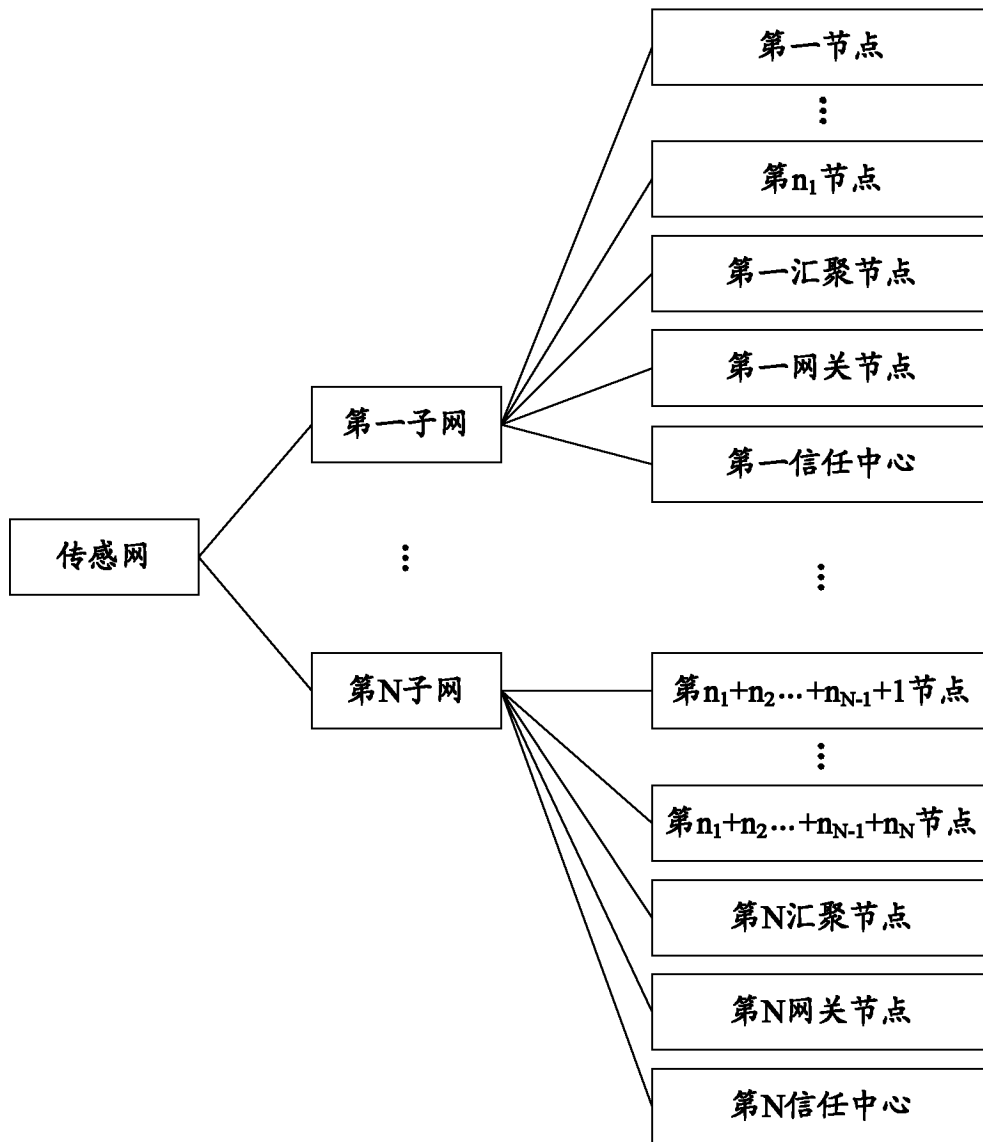 第一节点
⋮
第n₁节点
第一汇聚节点
第一网关节点
第一子网
第一信任中心
传感网
⋮
⋮
第N子网
第n₁+n₂…+n_{N-1}+1节点
⋮
第n₁+n₂…+n_{N-1}+n_N节点
第N汇聚节点
第N网关节点
第N信任中心